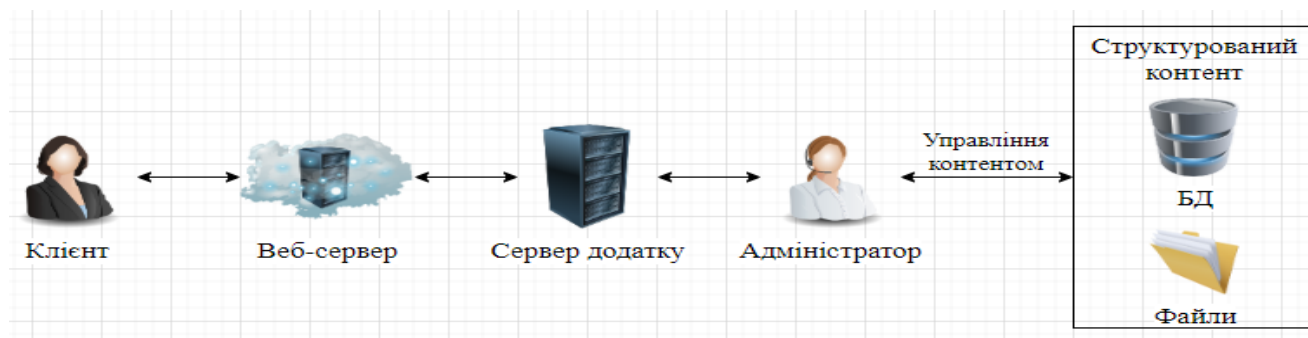 Структурований
контент
Управління
контентом
БД
Клієнт
Веб-сервер
Сервер додатку
Адміністратор
Файли